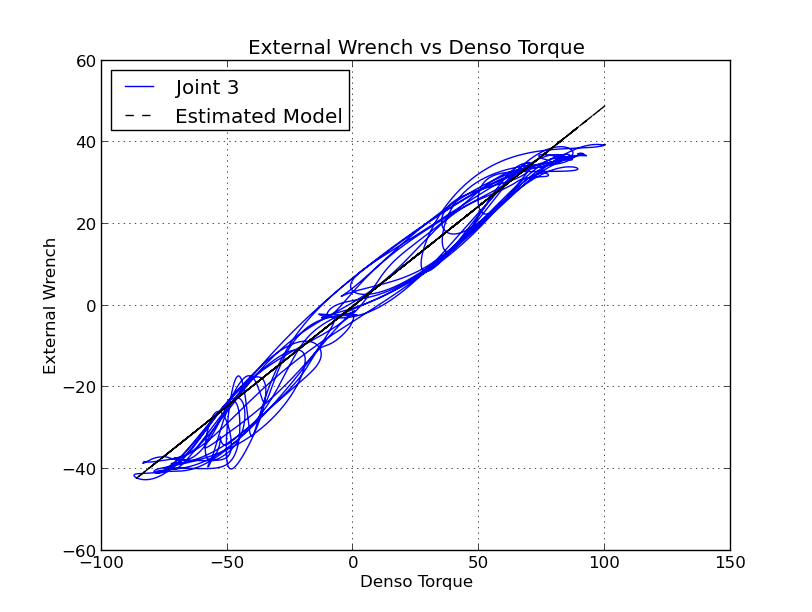 External Wrench vs Denso Torque
Joint 3
Estimated Model
External Wrench
60
40
20
0
−20
−40
−60
−100
−50
0
50
100
150
Denso Torque